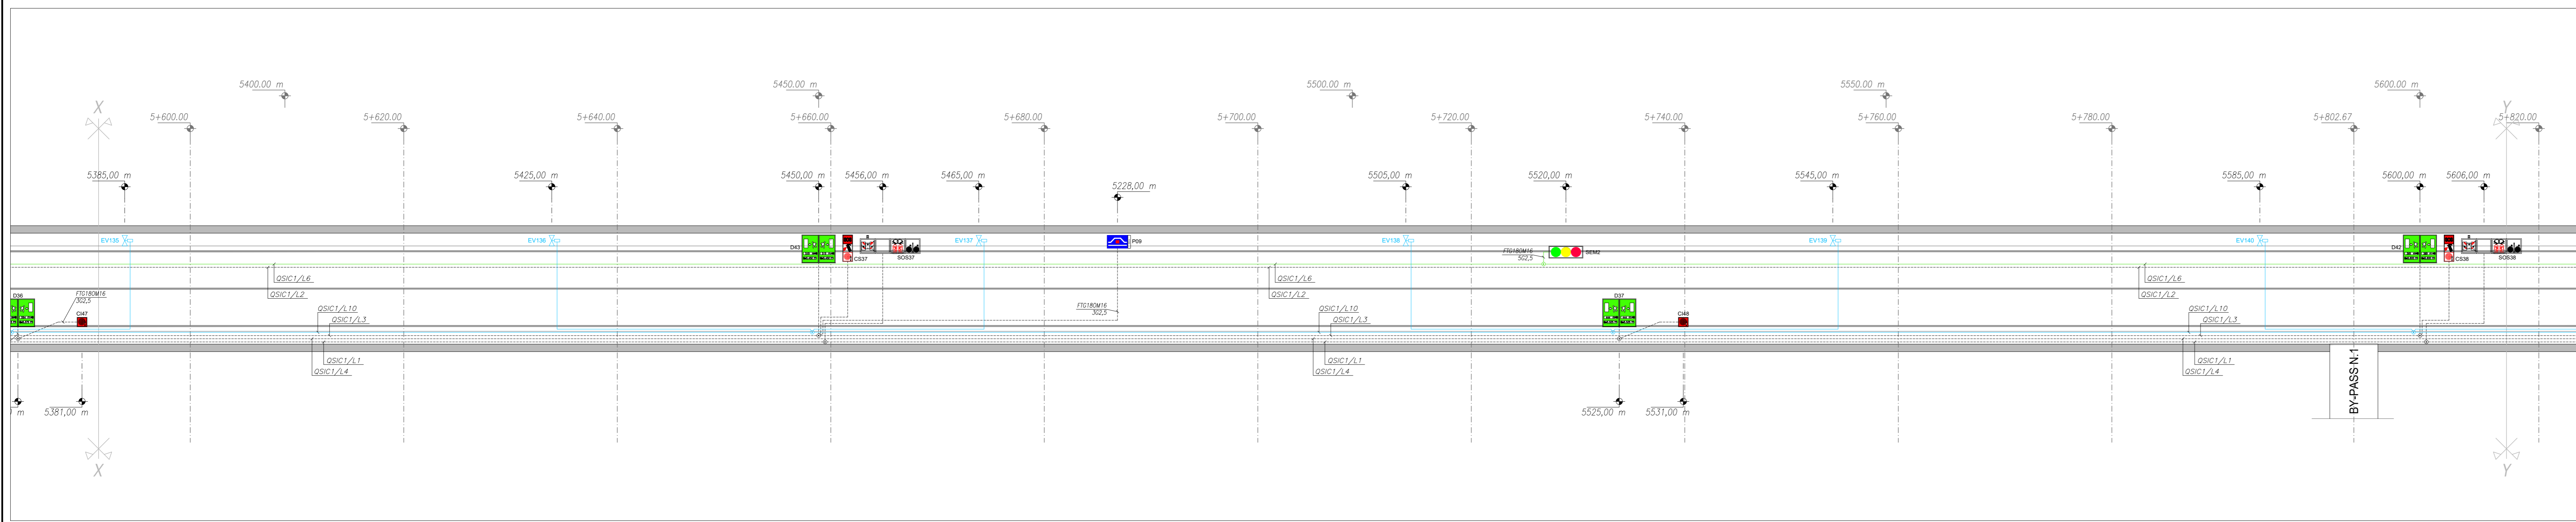 5400.00 m
5450.00 m
5500.00 m
5550.00 m
5600.00 m
X
Y
5+600.00
5+620.00
5+640.00
5+660.00
5+680.00
5+700.00
5+720.00
5+740.00
5+760.00
5+780.00
5+802.67
5+820.00
5385,00 m
5425,00 m
5450,00 m
5456,00 m
5465,00 m
5228,00 m
5505,00 m
5520,00 m
5545,00 m
5585,00 m
5600,00 m
5606,00 m
EV135
EV136
D43
CS37
SOS37
EV137
P09
EV138
FTG18OM16
3G2,5
SEM2
EV139
EV140
D42
CS38
SOS38
QSIC1/L6
QSIC1/L2
QSIC1/L6
QSIC1/L2
QSIC1/L6
QSIC1/L2
D36
FTG18OM16
3G2,5
CI47
QSIC1/L10
QSIC1/L3
FTG18OM16
3G2,5
QSIC1/L10
QSIC1/L3
D37
CI48
QSIC1/L10
QSIC1/L3
QSIC1/L1
QSIC1/L4
QSIC1/L1
QSIC1/L4
QSIC1/L1
QSIC1/L4
BY-PASS N.1
m
5381,00 m
5525,00 m
5531,00 m
X
Y